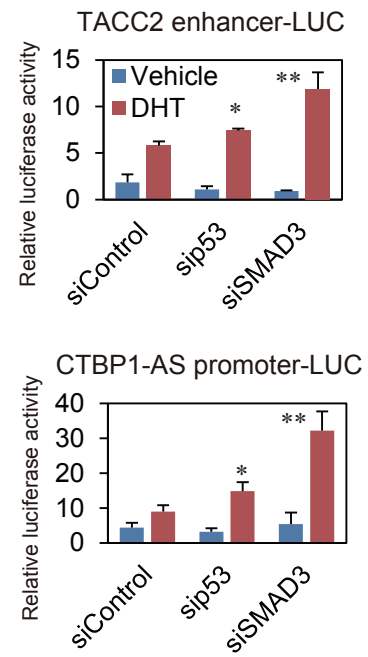 TACC2 enhancer-LUC
Relative luciferase activity
15
10
5
0
Vehicle
DHT
*
**
siControl
sip53
siSMAD3
CTBP1-AS promoter-LUC
Relative luciferase activity
40
30
20
10
0
*
**
siControl
sip53
siSMAD3